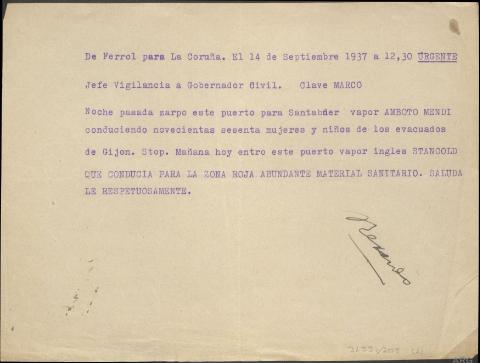 De Ferrol para La Coruña. El 14 de Septiembre 1937 a 12,30 URGENTE
Jefe Vigilancia a Gobernador Civil. Clave MARCO
Noche pasada zarpo este puerto para Santabder vapor AMBOTO MENDI
conduciendo novecientas sesenta mujeres y niños de los evacuados
de Gijon. Stop. Mañana hoy entro este puerto vapor ingles STANGOLD
QUE CONDUCIA PARA LA ZONA ROJA ABUNDANTE MATERIAL SANITARIO. SALUDA
LE RESPETUOSAMENTE.